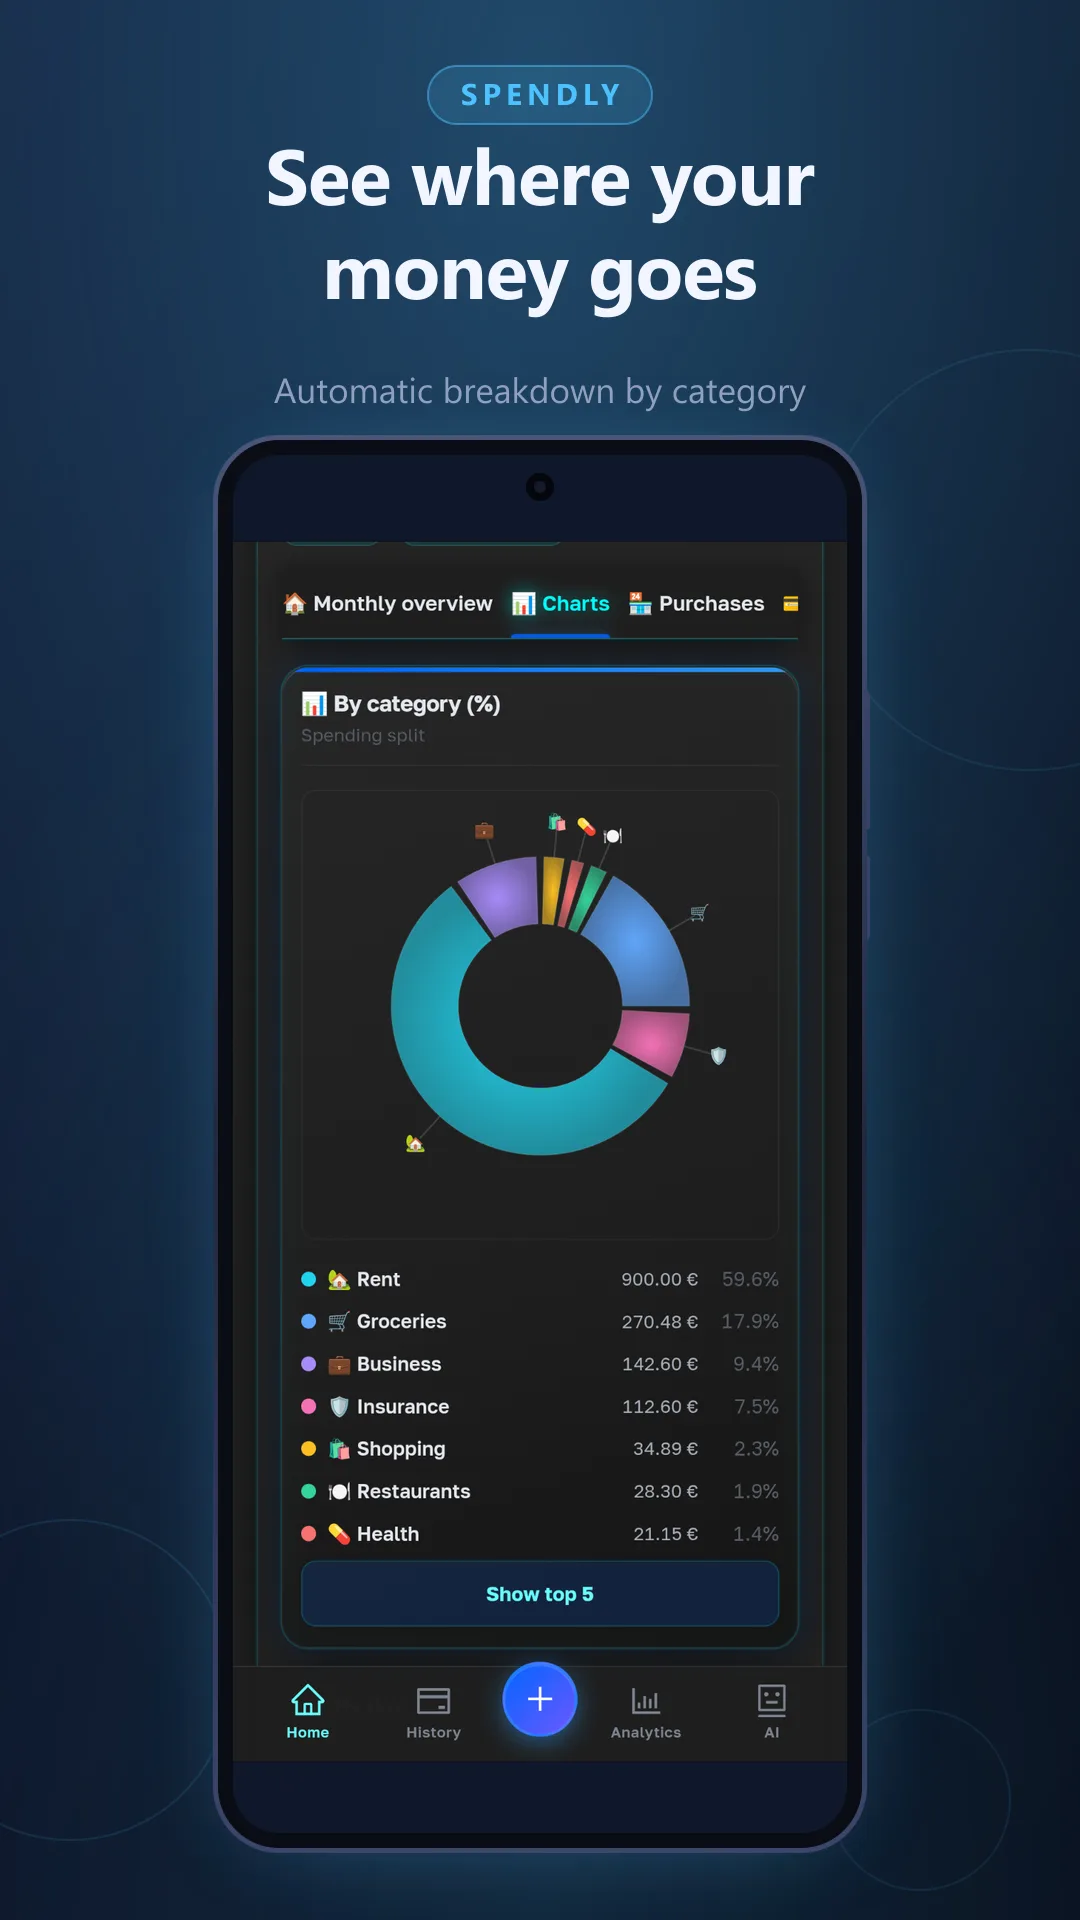 SPENDLY
See where your
money goes
Automatic breakdown by category
🏠 Monthly overview 📊 Charts 🏪 Purchases 💳
📊 By category (%)
Spending split
🏡 Rent 900.00 € 59.6%
🛒 Groceries 270.48 € 17.9%
💼 Business 142.60 € 9.4%
🛡️ Insurance 112.60 € 7.5%
🛍️ Shopping 34.89 € 2.3%
🍽️ Restaurants 28.30 € 1.9%
💊 Health 21.15 € 1.4%
Show top 5
Home History + Analytics AI